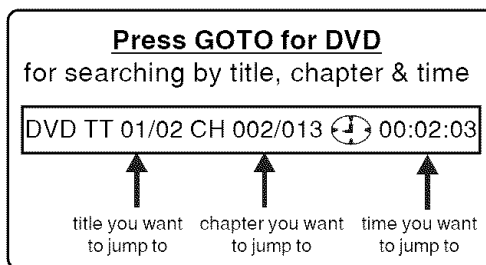 Press GOTO for DVD
for searching by title, chapter & time
DVD TT 01/02 CH 002/013 00:02:03
title you want chapter you want time you want
to jump to to jump to to jump to